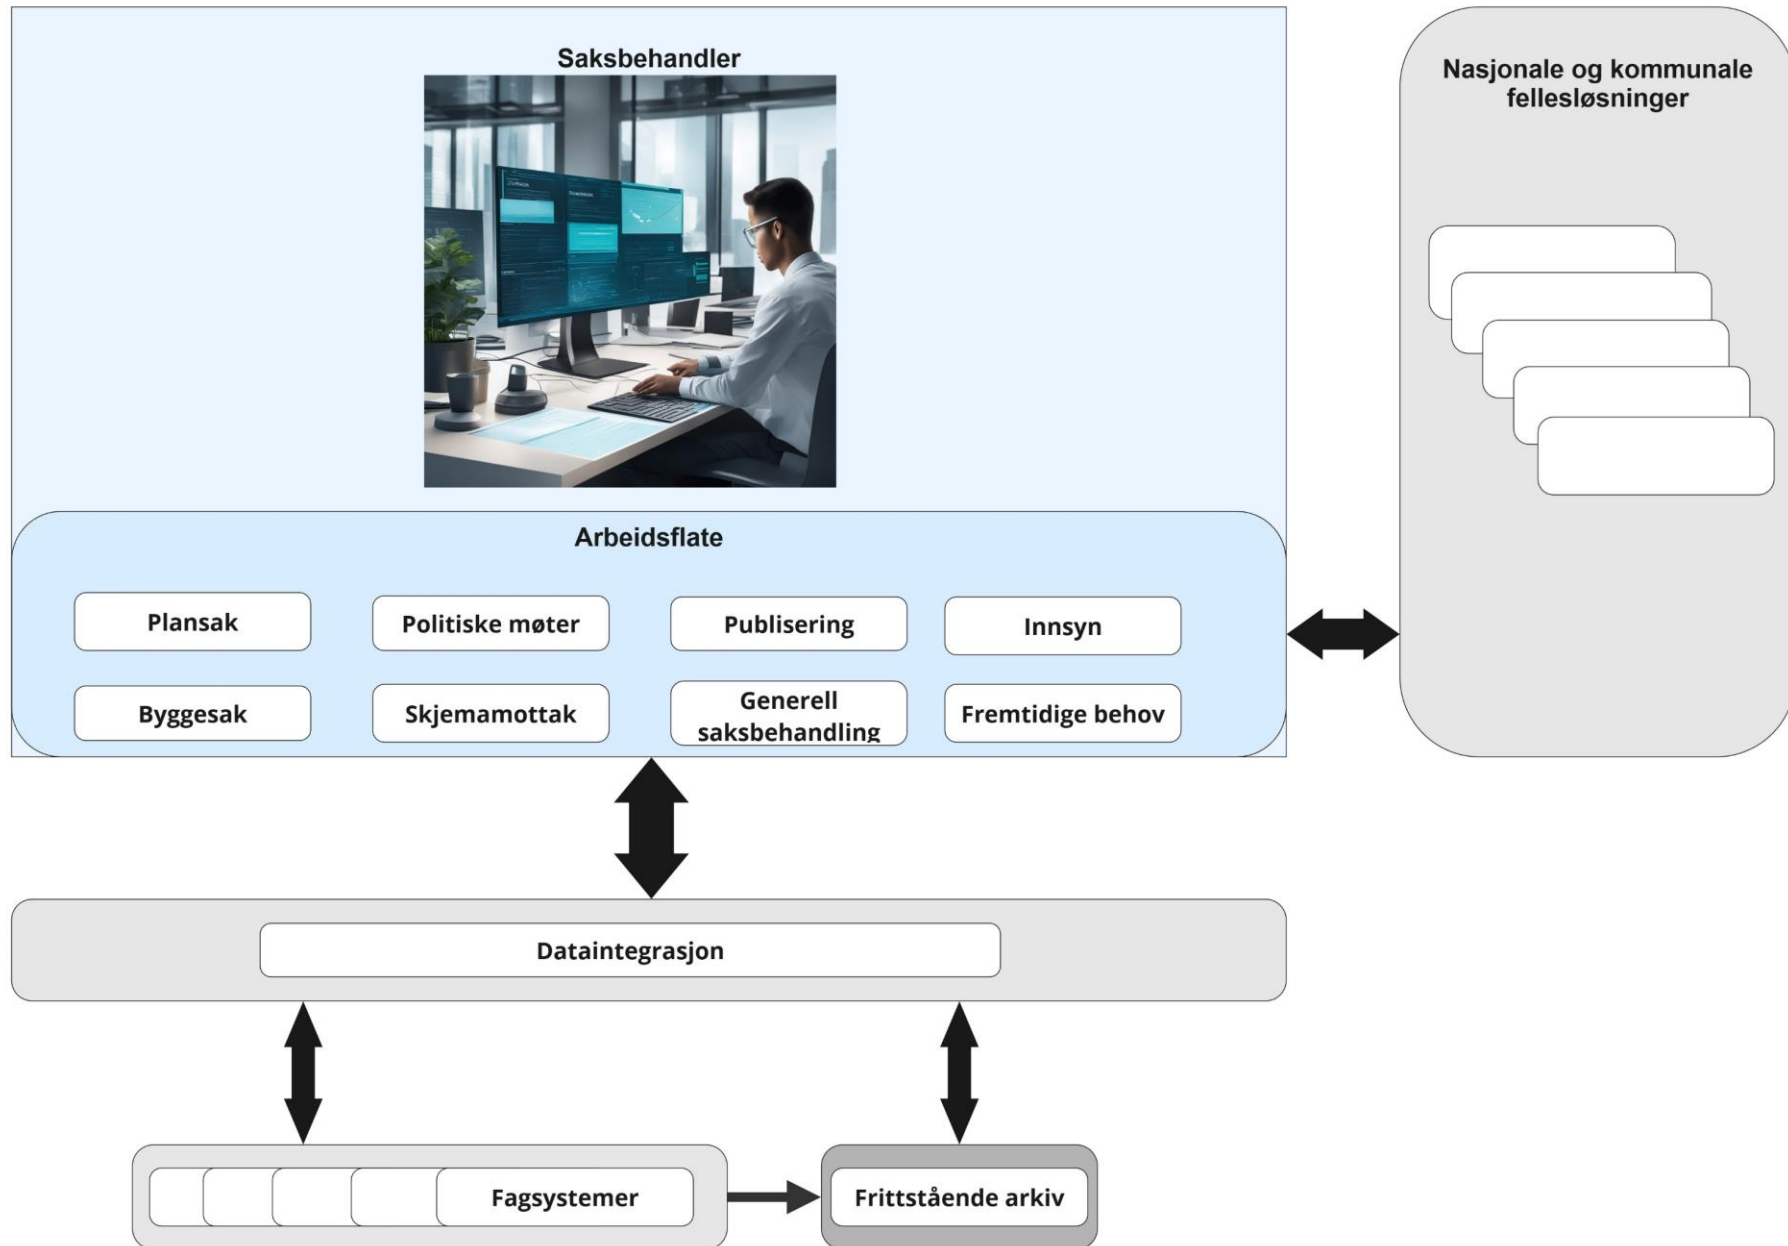 Saksbehandler
Nasjonale og kommunale
fellesløsninger
Arbeidsflate
Plansak
Politiske møter
Publisering
Innsyn
Byggesak
Skjemamottak
Generell
saksbehandling
Fremtidige behov
Dataintegrasjon
Fagsystemer
Frittstående arkiv